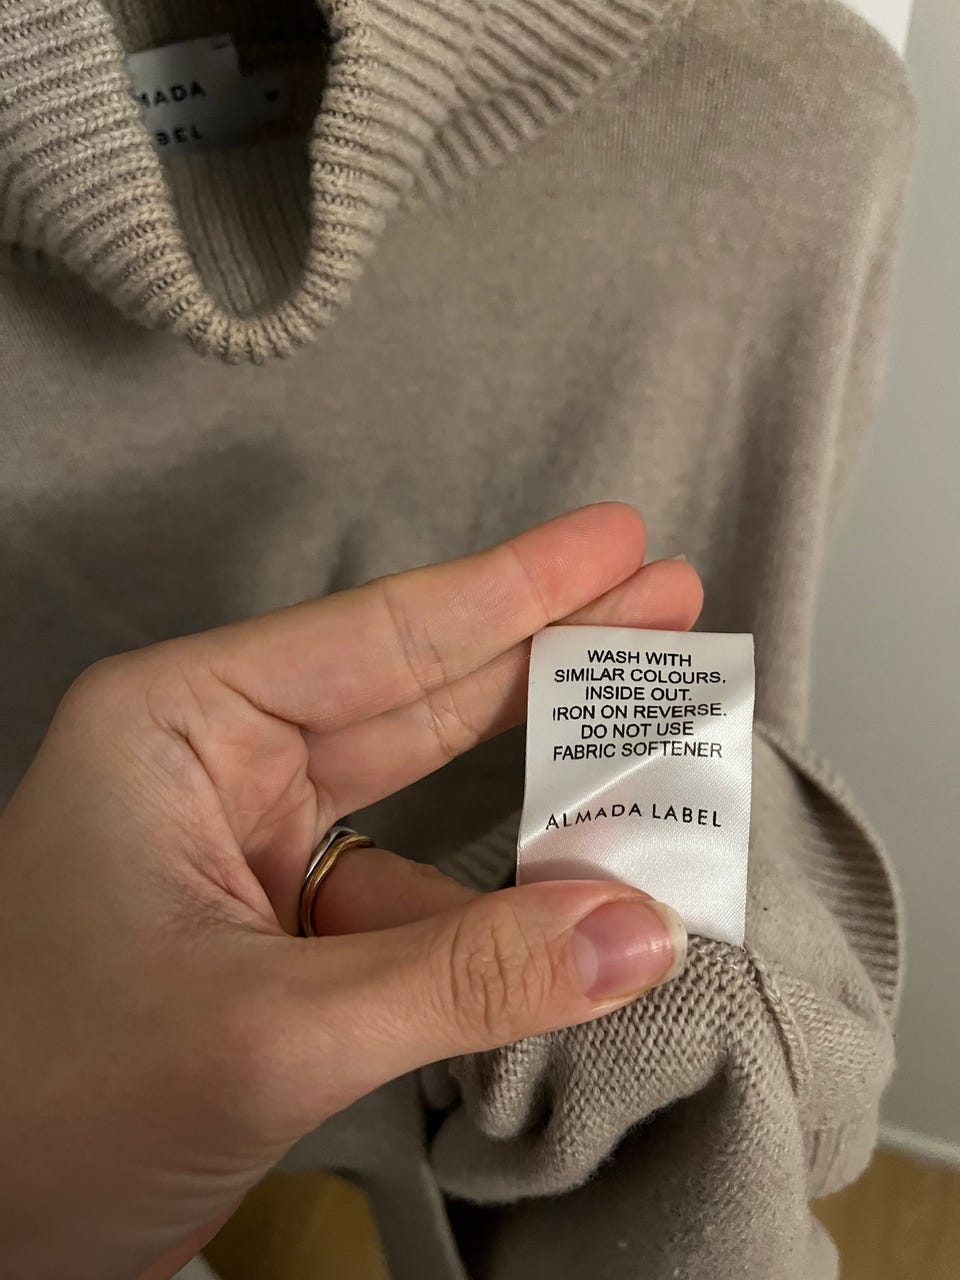 WASH WITH
SIMILAR COLOURS,
INSIDE OUT.
IRON ON REVERSE.
DO NOT USE
FABRIC SOFTENER
ALMADA LABEL